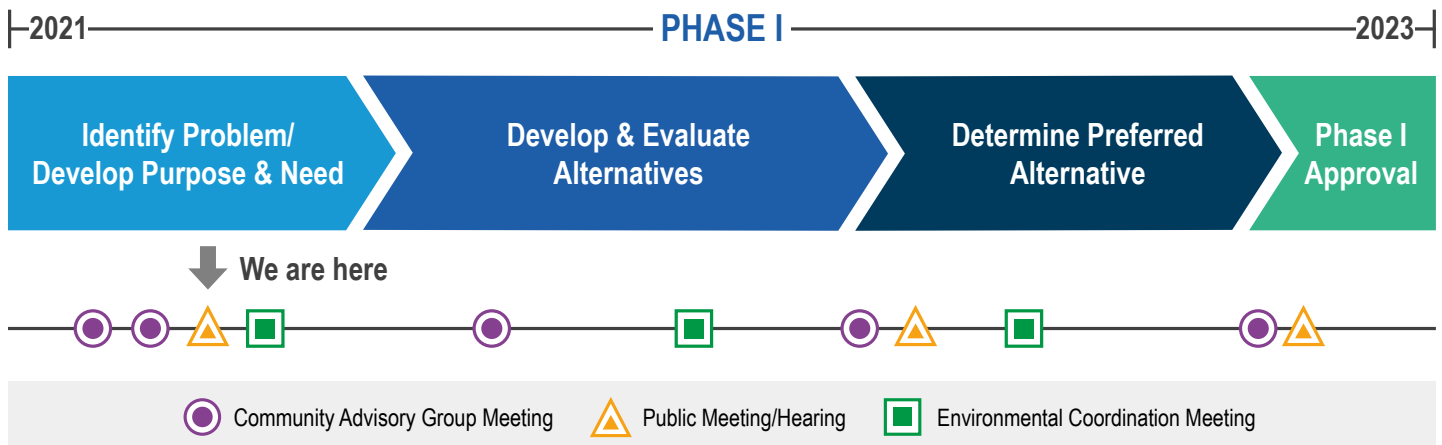 2021 PHASE I 2023
Identify Problem/
Develop Purpose & Need
Develop & Evaluate
Alternatives
Determine Preferred
Alternative
Phase I
Approval
We are here
Community Advisory Group Meeting
Public Meeting/Hearing
Environmental Coordination Meeting